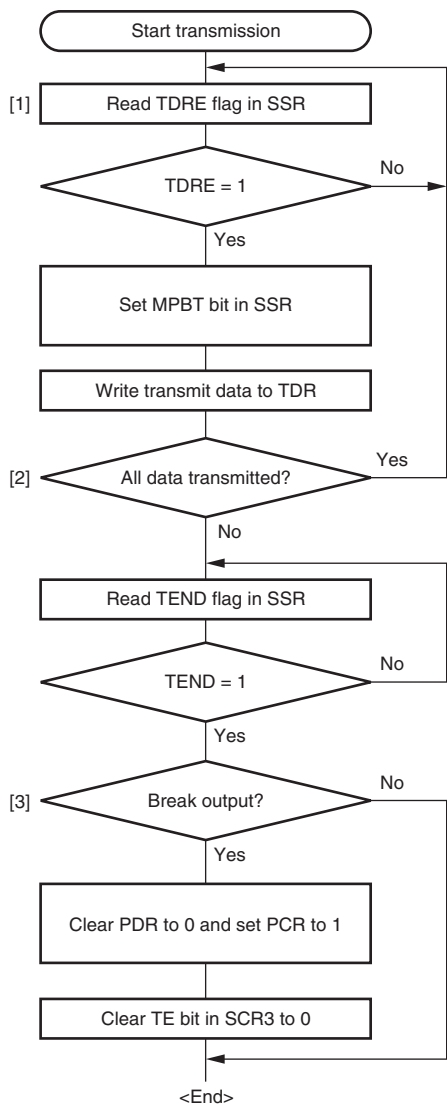 Start transmission
[1]
Read TDRE flag in SSR
No
TDRE = 1
Yes
Set MPBT bit in SSR
Write transmit data to TDR
Yes
[2]
All data transmitted?
No
Read TEND flag in SSR
No
TEND = 1
Yes
No
[3]
Break output?
Yes
Clear PDR to 0 and set PCR to 1
Clear TE bit in SCR3 to 0
<End>